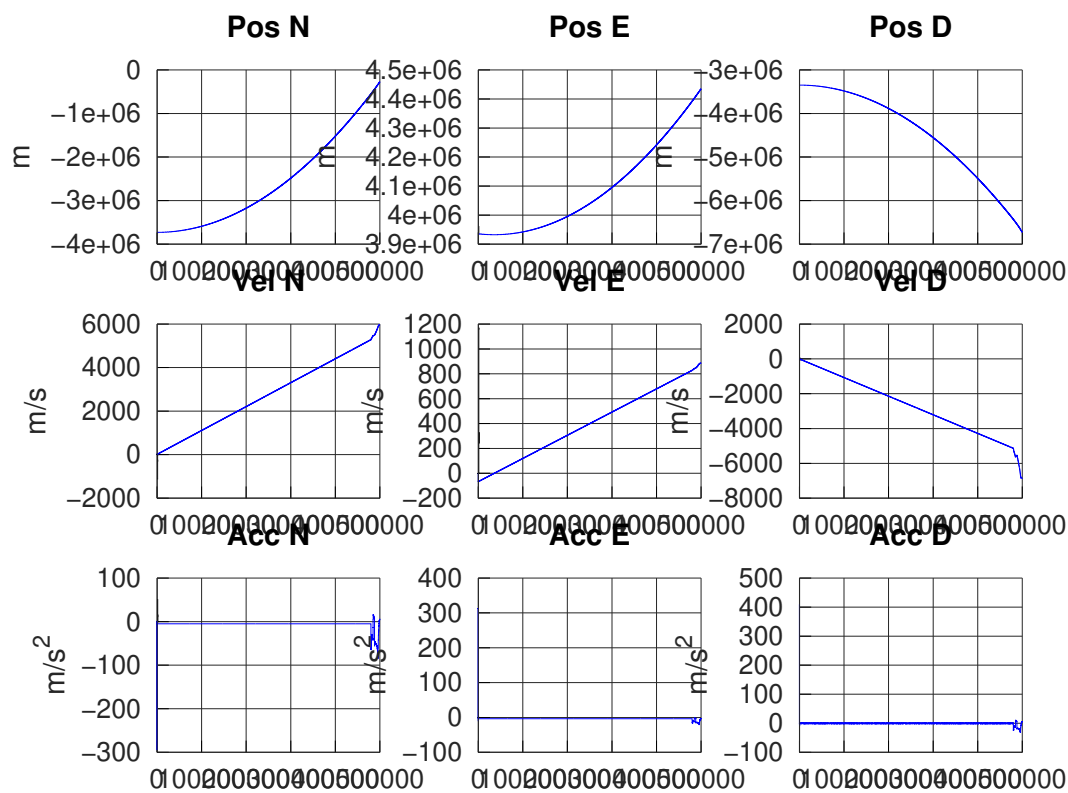 Pos N
Pos E
Pos D
0
−1e+06
−2e+06
−3e+06
−4e+06
m
4.5e+06
4.4e+06
4.3e+06
4.2e+06
4.1e+06
4e+06
3.9e+06
m
−3e+06
−4e+06
−5e+06
−6e+06
−7e+06
m
Vel N
Vel E
Vel D
6000
4000
2000
0
−2000
m/s
1200
1000
800
600
400
200
0
−200
m/s
2000
0
−2000
−4000
−6000
−8000
m/s
Acc N
Acc E
Acc D
100
0
−100
−200
−300
m/s²
400
300
200
100
0
−100
m/s²
500
400
300
200
100
0
−100
m/s²